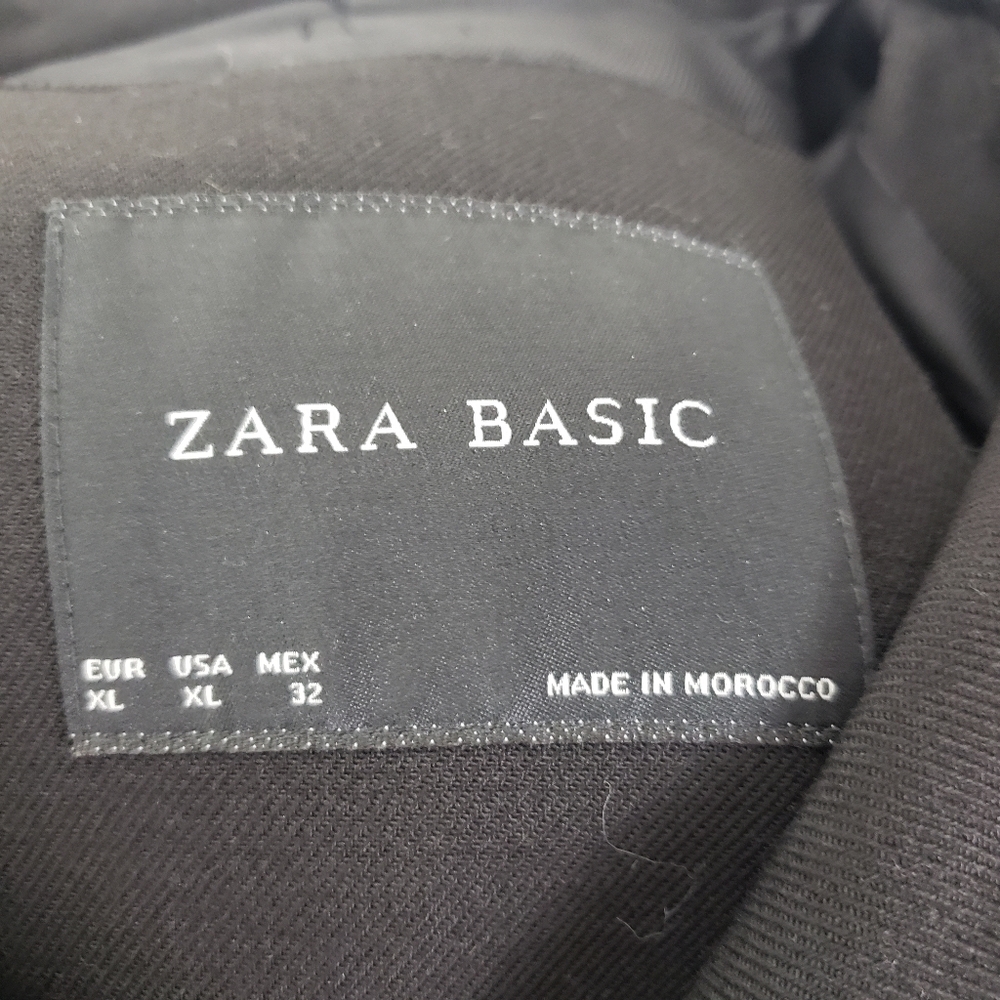 ZARA BASIC
EUR USA MEX
XL XL 32
MADE IN MOROCCO